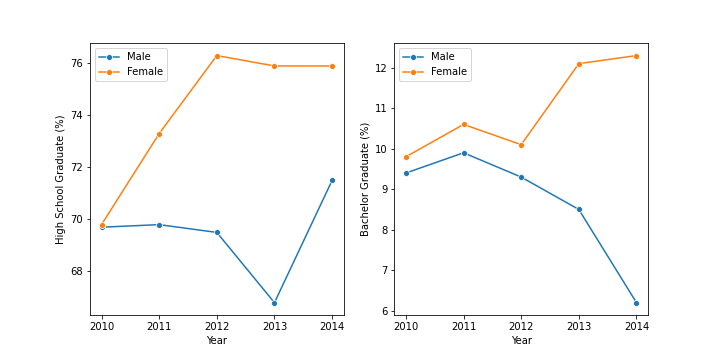 Male
Female
76
74
72
70
68
High School Graduate (%)
2010 2011 2012 2013 2014
Year
Male
Female
12
11
10
9
8
7
6
Bachelor Graduate (%)
2010 2011 2012 2013 2014
Year